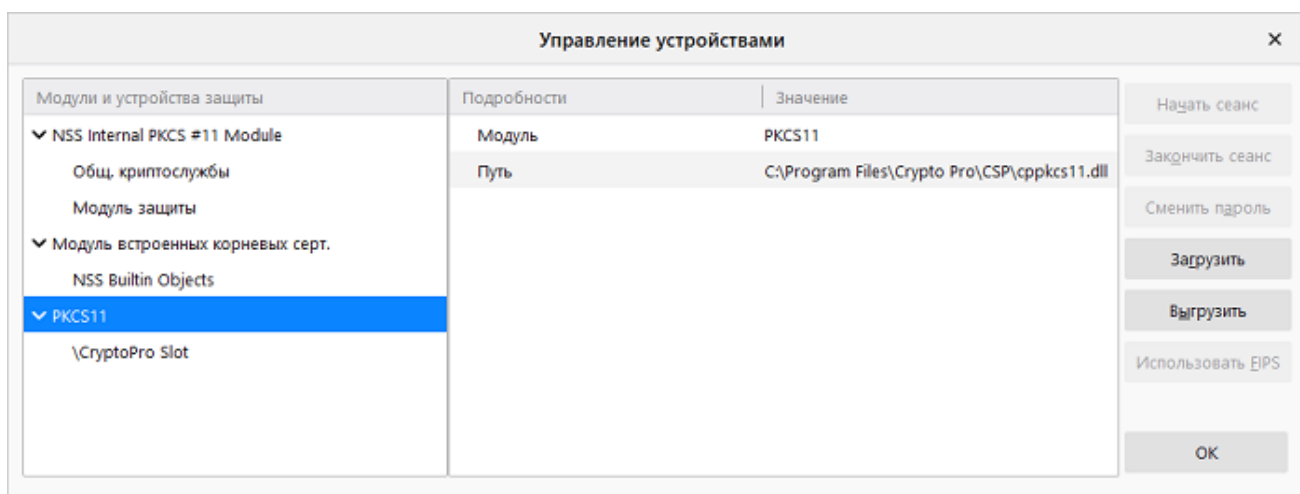 Управление устройствами
Модули и устройства защиты
NSS Internal PKCS #11 Module
Общ. криптослужбы
Модуль защиты
Модуль встроенных корневых серт.
NSS Builtin Objects
PKCS11
\CryptoPro Slot
Подробности Значение
Модуль PKCS11
Путь C:\Program Files\Crypto Pro\CSP\cppkcs11.dll
Начать сеанс
Закончить сеанс
Сменить пароль
Загрузить
Выгрузить
Использовать FIPS
ОК